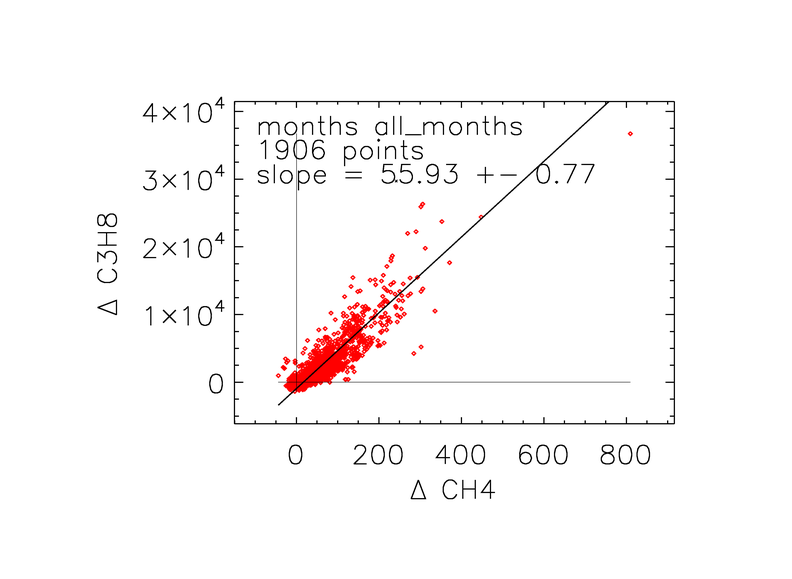 4×10⁴
months all_months
1906 points
3×10⁴
slope = 55.93 +− 0.77
Δ C3H8
2×10⁴
1×10⁴
0
0 200 400 600 800
Δ CH4